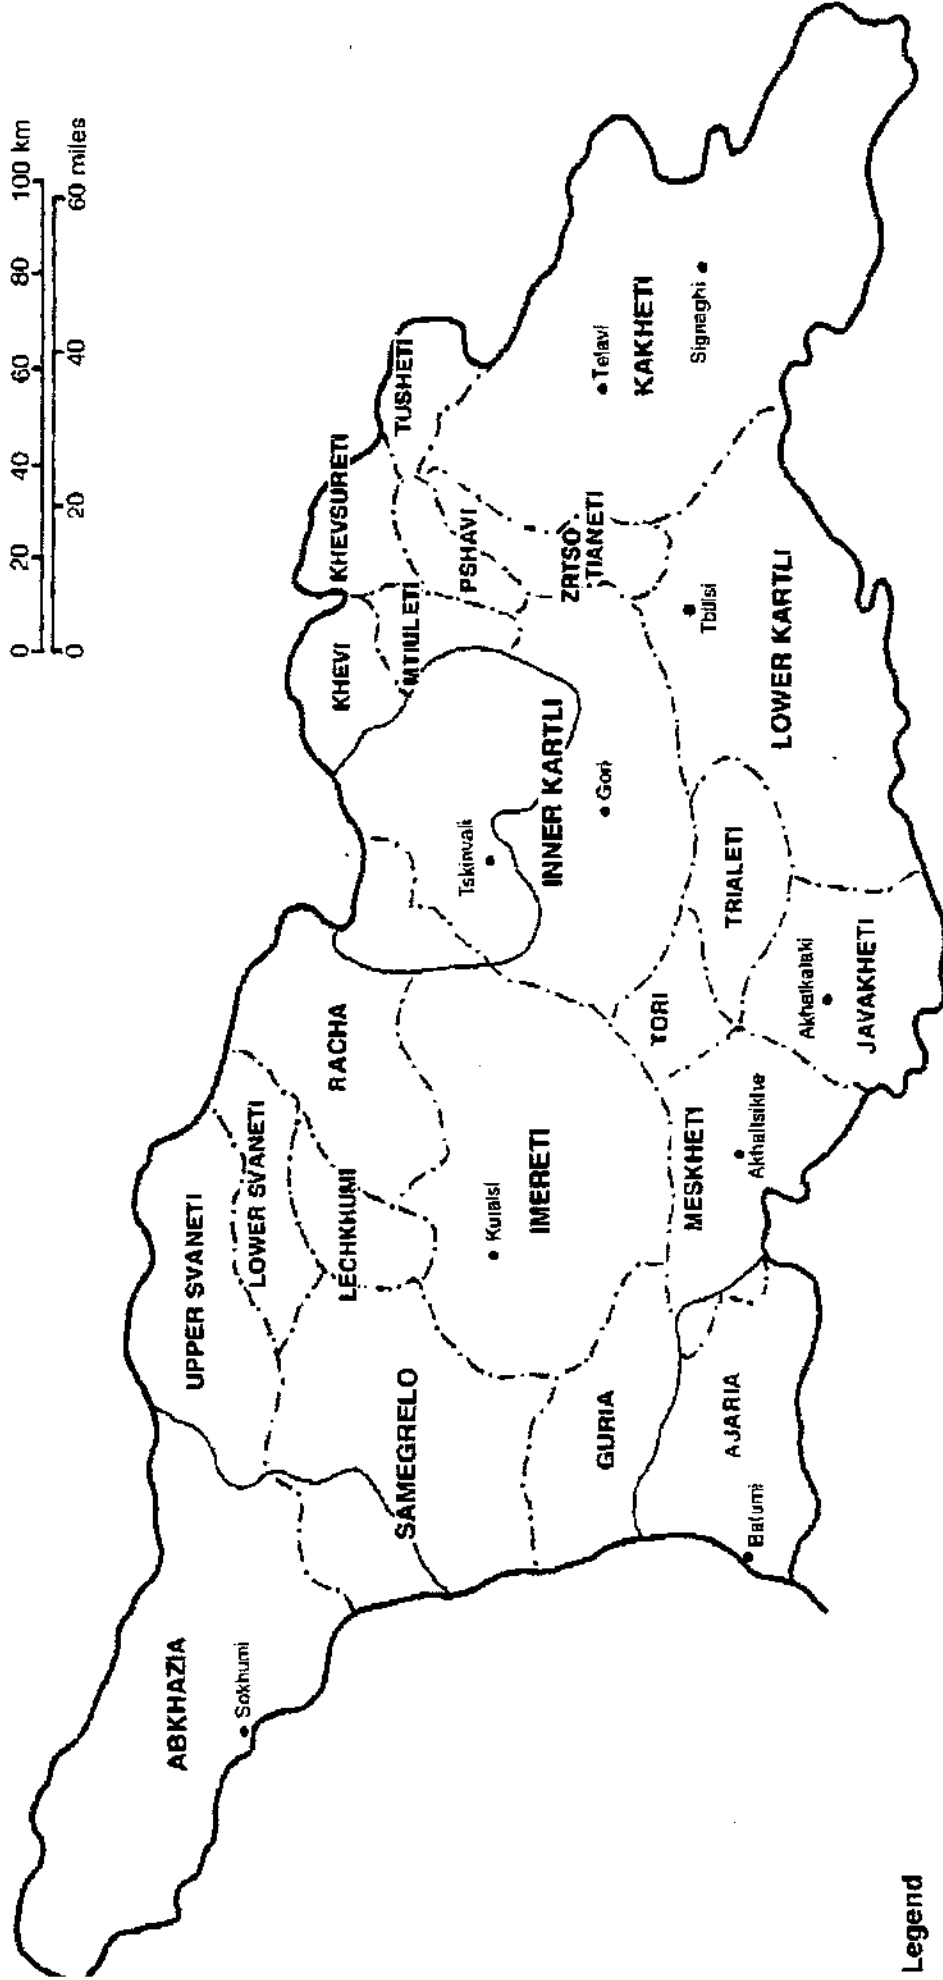 0 20 40 60 80 100 km
0 20 40 60 miles
ABKHAZIA
Sokhumi
UPPER SVANETI
LOWER SVANETI
LECHKHUMI
RACHA
SAMEGRELO
Kutaisi
IMERETI
GURIA
AJARIA
Batumi
MESKHETI
Akhaltsikhe
TORI
TRIALETI
Akhalkalaki
JAVAKHETI
KHEVI
MTIULETI
KHEVSURETI
PSHAVI
TUSHETI
Tskinvali
INNER KARTLI
Gori
ZRTSO
TIANETI
Tbilisi
LOWER KARTLI
Telavi
KAKHETI
Signaghi
Legend